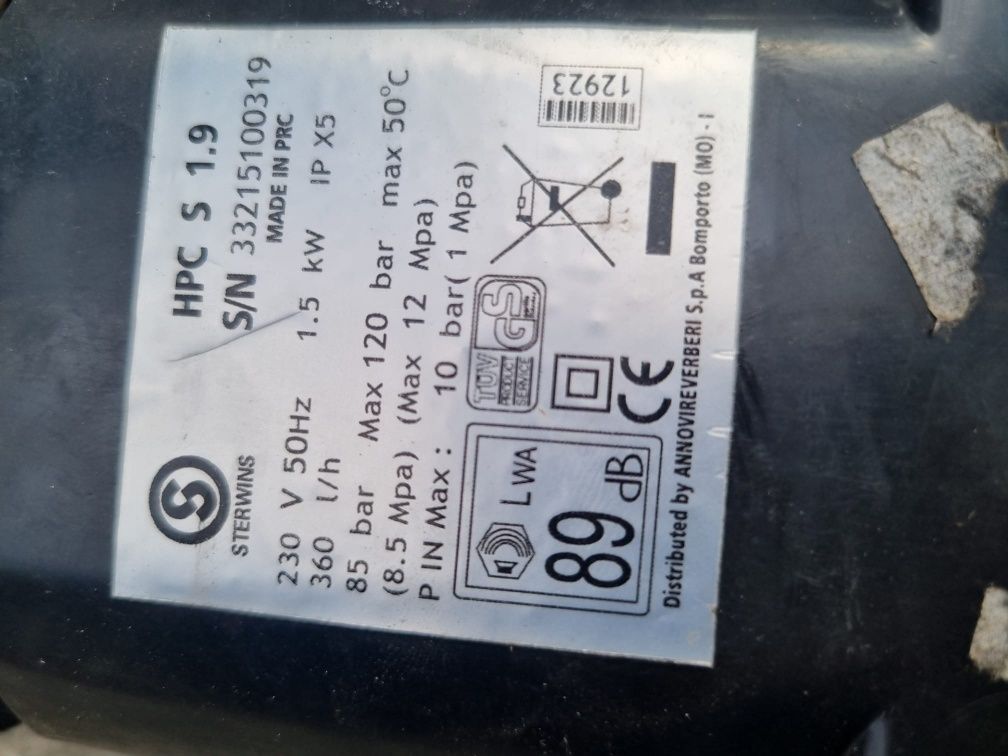 STERWINS
HPC S 1.9
S/N 33215100319
MADE IN PRC
230 V 50Hz 1.5 kW IP X5
360 l/h
85 bar Max 120 bar max 50°C
(8.5 Mpa) (Max 12 Mpa)
P IN Max : 10 bar( 1 Mpa)
LWA
89 dB
TÜV
PRODUCT
SERVICE
GS
CE
12923
Distributed by ANNOVIREVERBERI S.p.A Bomporto (MO) - I